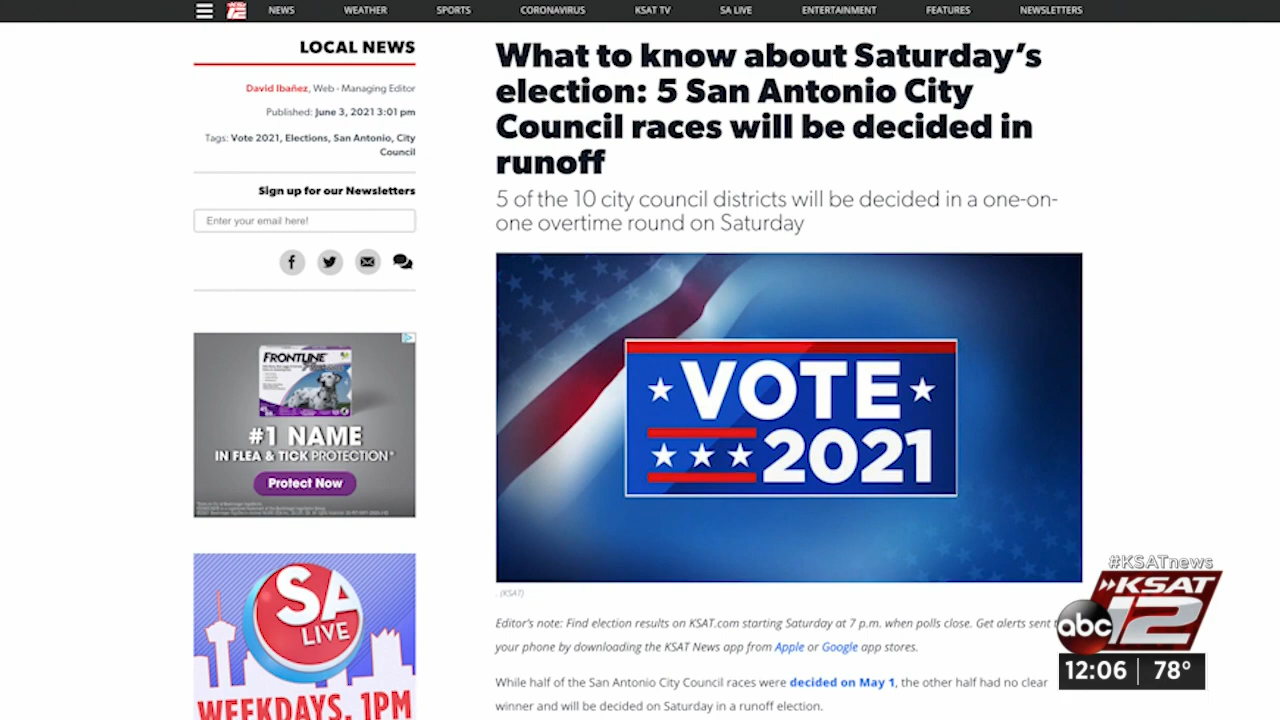 NEWS WEATHER SPORTS CORONAVIRUS KSAT TV SA LIVE ENTERTAINMENT FEATURES NEWSLETTERS
KSAT
12
LOCAL NEWS
David Ibañez, Web - Managing Editor
Published: June 3, 2021 3:01 pm
Tags: Vote 2021, Elections, San Antonio, City
Council
Sign up for our Newsletters
Enter your email here!
FRONTLINE
#1 NAME
IN FLEA & TICK PROTECTION*
Protect Now
SA
LIVE
WEEKDAYS, 1PM
What to know about Saturday's
election: 5 San Antonio City
Council races will be decided in
runoff
5 of the 10 city council districts will be decided in a one-on-
one overtime round on Saturday
VOTE
2021
. (KSAT)
Editor's note: Find election results on KSAT.com starting Saturday at 7 p.m. when polls close. Get alerts sent
your phone by downloading the KSAT News app from Apple or Google app stores.
While half of the San Antonio City Council races were decided on May 1, the other half had no clear
winner and will be decided on Saturday in a runoff election.
#KSATnews
KSAT
abc 12
12:06 78°